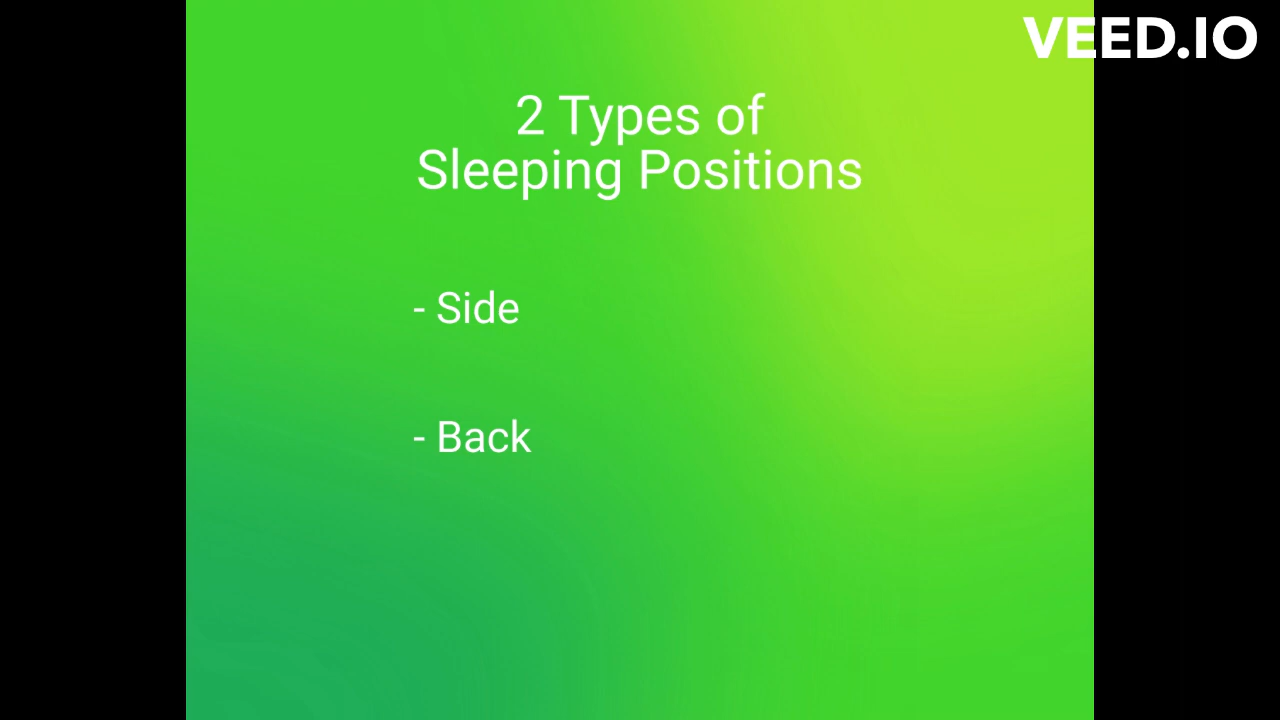 VEED.IO
2 Types of
Sleeping Positions
- Side
- Back